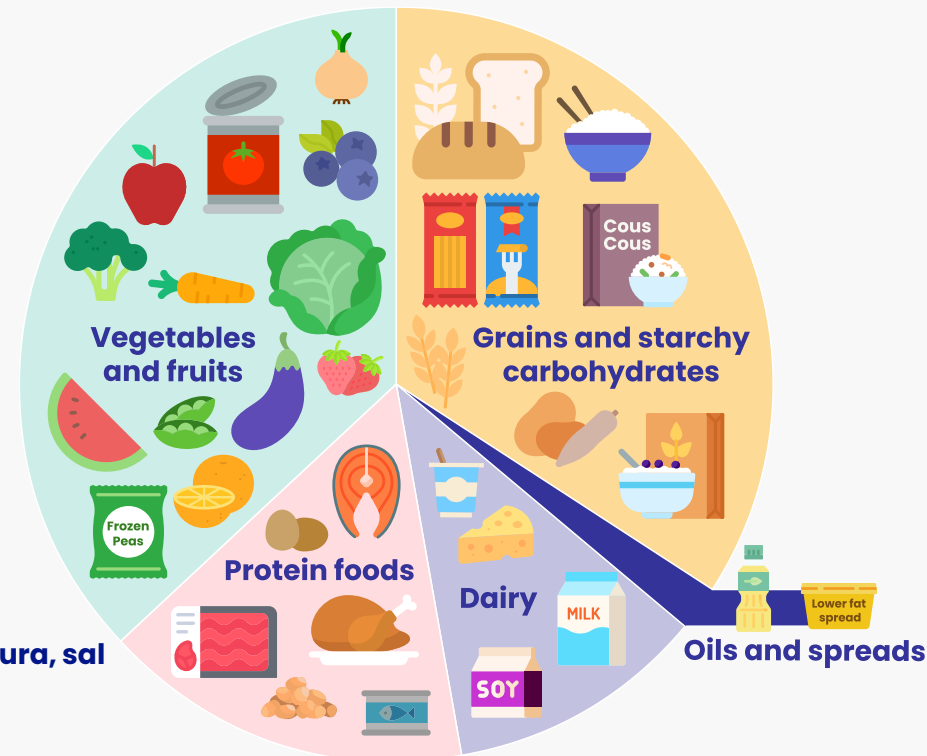 Cous
Cous
Vegetables
and fruits
Grains and starchy
carbohydrates
Frozen
Peas
Protein foods
Dairy
MILK
Lower fat
spread
ura, sal
Oils and spreads
SOY